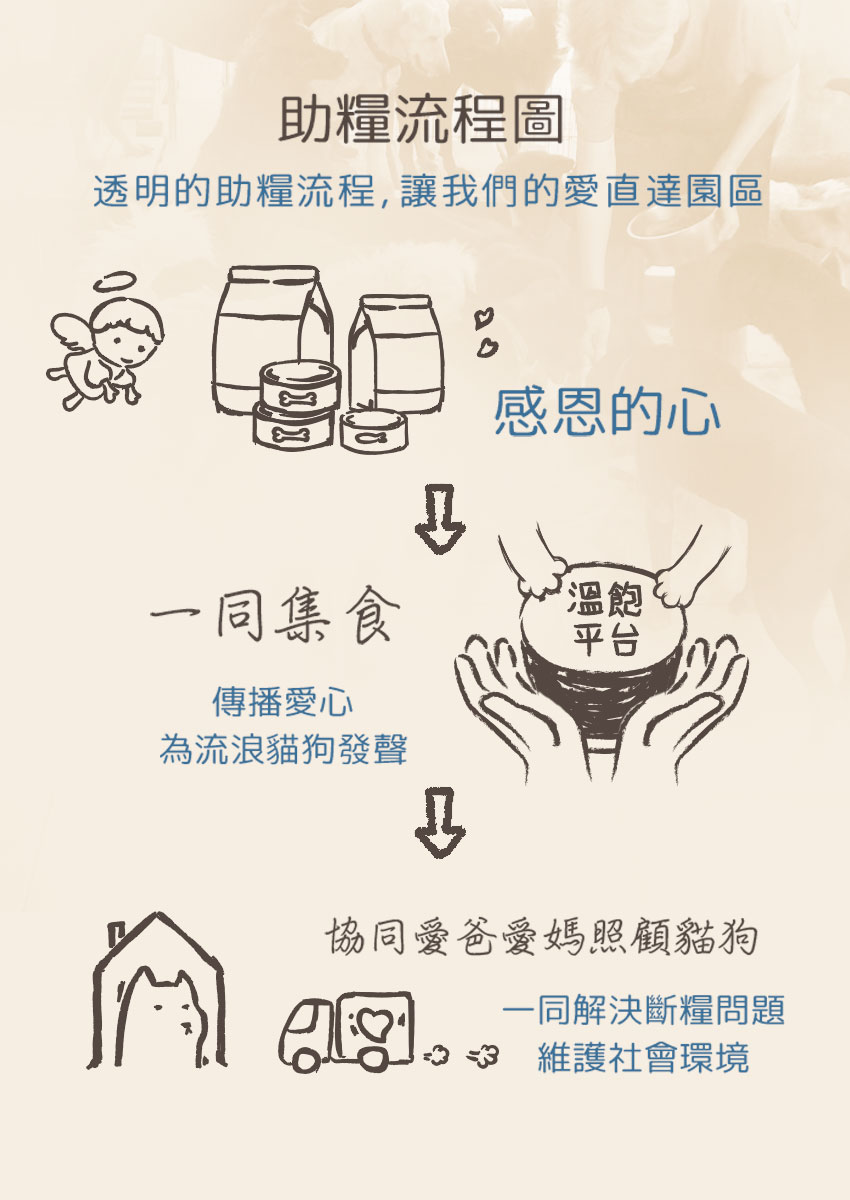 助糧流程圖
透明的助糧流程,讓我們的愛直達園區
感恩的心
一同集食
溫飽
平台
傳播愛心
為流浪貓狗發聲
協同愛爸愛媽照顧貓狗
一同解決斷糧問題
維護社會環境